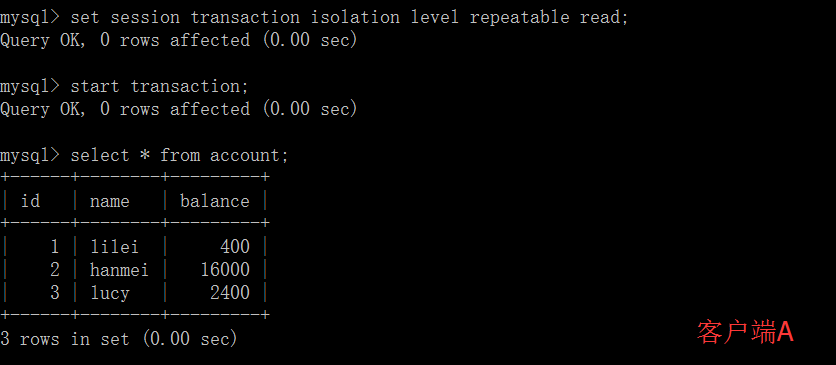 mysql> set session transaction isolation level repeatable read;
Query OK, 0 rows affected (0.00 sec)
mysql> start transaction;
Query OK, 0 rows affected (0.00 sec)
mysql> select * from account;
+------+--------+---------+
| id   | name   | balance |
+------+--------+---------+
|    1 | lilei  |     400 |
|    2 | hanmei |   16000 |
|    3 | lucy   |    2400 |
+------+--------+---------+
3 rows in set (0.00 sec)
客户端A